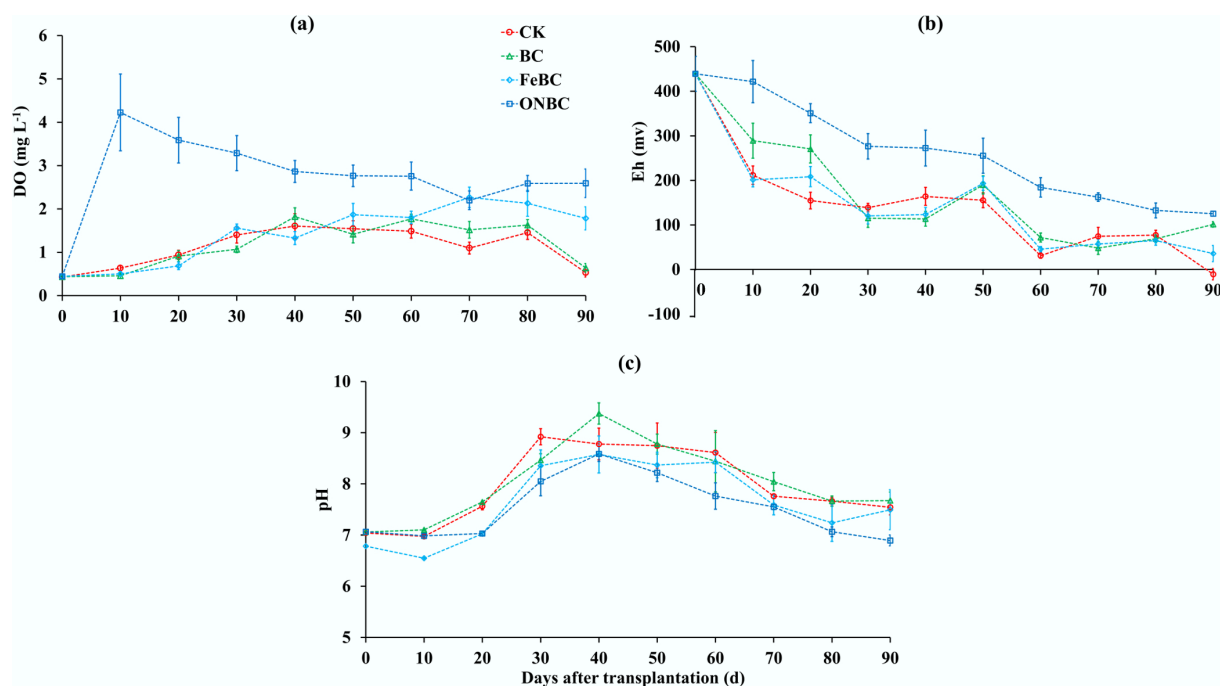 (a)
6
5
4
3
2
1
0
DO (mg L-1)
0 10 20 30 40 50 60 70 80 90
CK
BC
FeBC
ONBC
(b)
500
400
300
200
100
0
-100
Eh (mv)
0 10 20 30 40 50 60 70 80 90
(c)
10
9
8
7
6
5
pH
0 10 20 30 40 50 60 70 80 90
Days after transplantation (d)